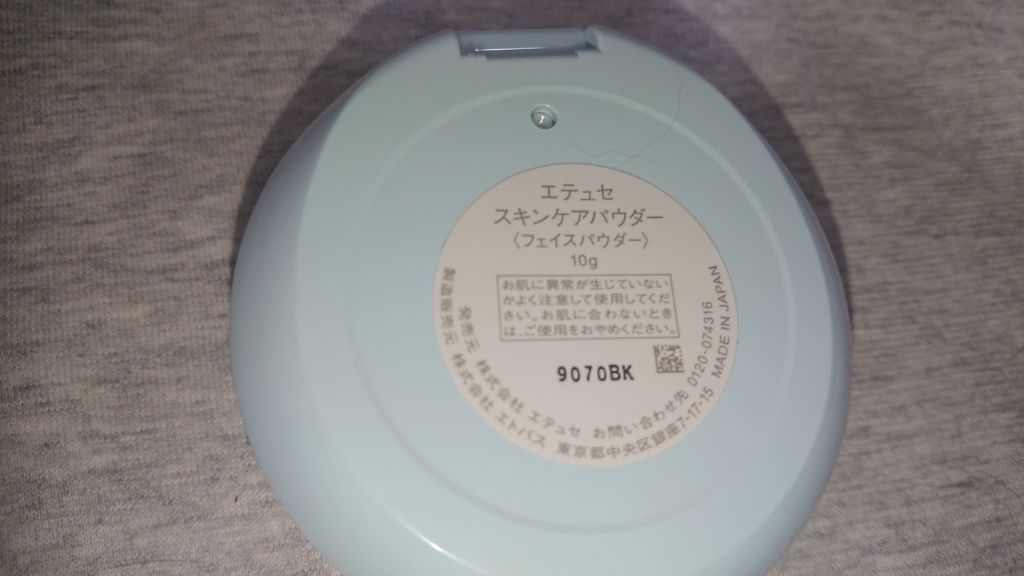 エテュセ
スキンケアパウダー
〈フェイスパウダー〉
10g
お肌に異常が生じていない
かよく注意して使用してくだ
さい。お肌に合わないとき
は、ご使用をおやめください。
9070BK
発売元 株式会社 エテュセ お問い合わせ先 0120-074316
製造販売元 株式会社 エトバス 東京都中央区銀座7-17-15 MADE IN JAPAN